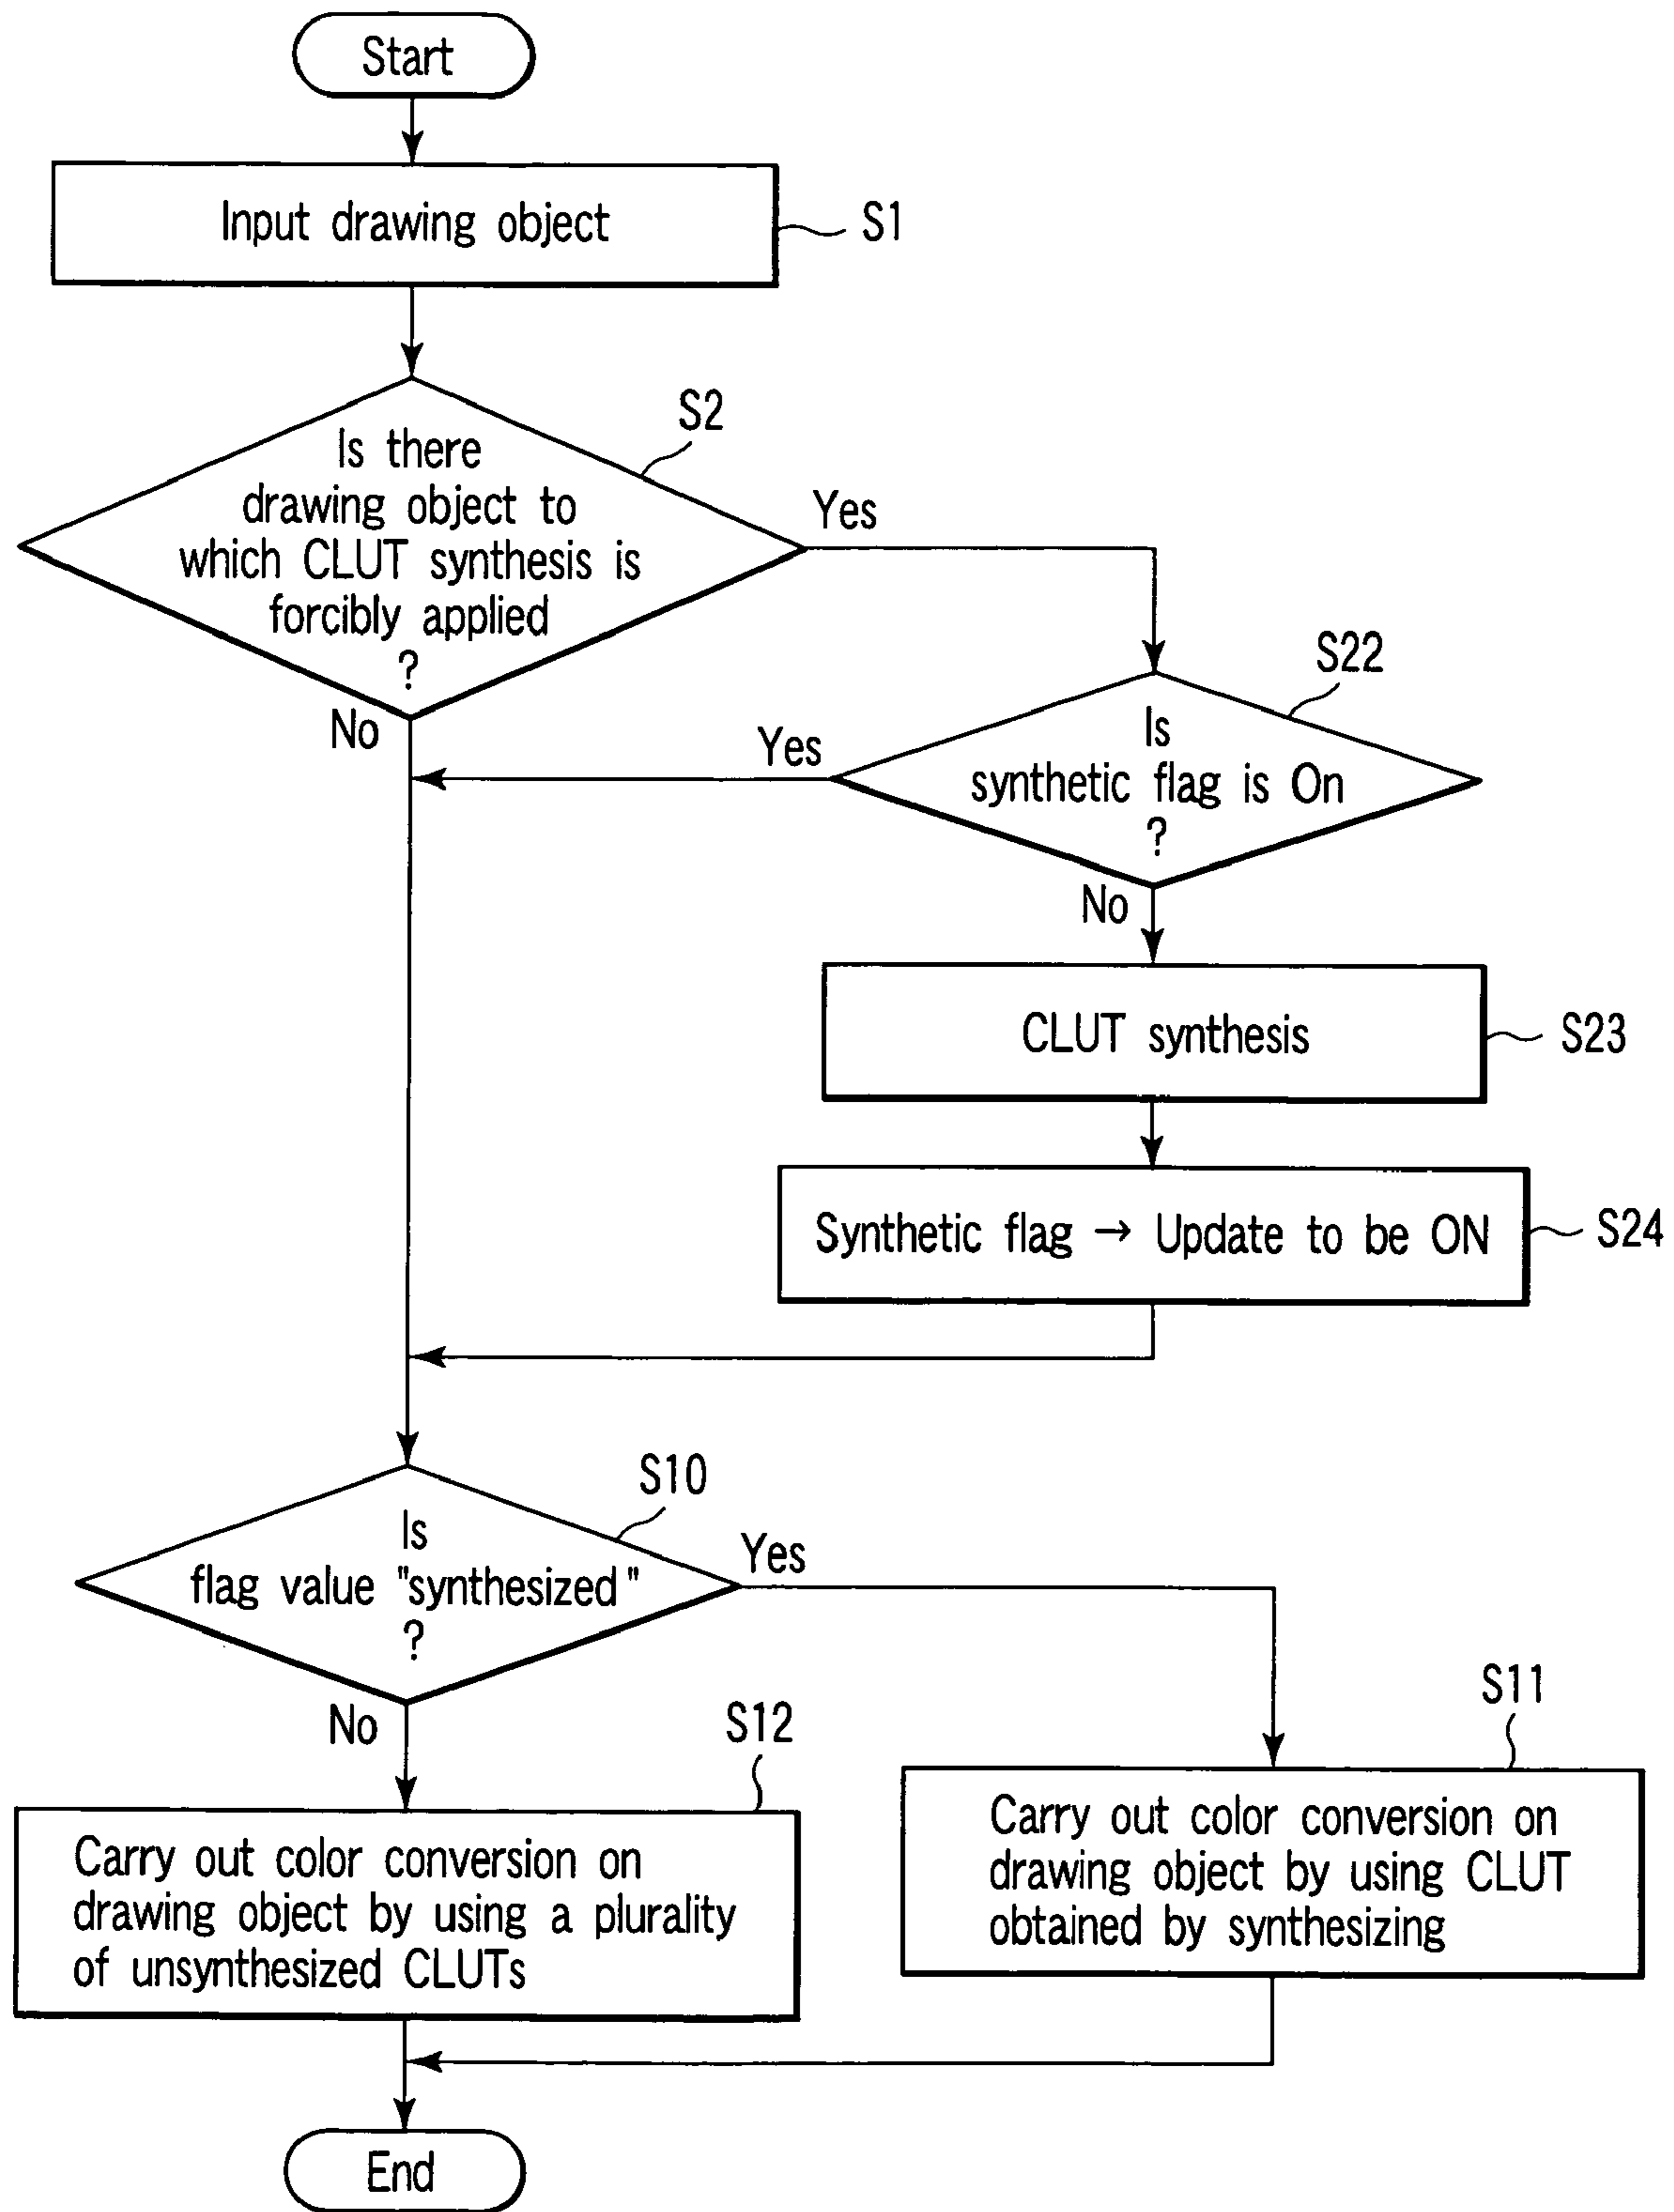 Start
Input drawing object
S1
S2
Is there
drawing object to
which CLUT synthesis is
forcibly applied
?
Yes
No
S22
Is
synthetic flag is On
?
Yes
No
CLUT synthesis
S23
Synthetic flag → Update to be ON
S24
S10
Is
flag value "synthesized"
?
Yes
No
S12
Carry out color conversion on
drawing object by using a plurality
of unsynthesized CLUTs
S11
Carry out color conversion on
drawing object by using CLUT
obtained by synthesizing
End